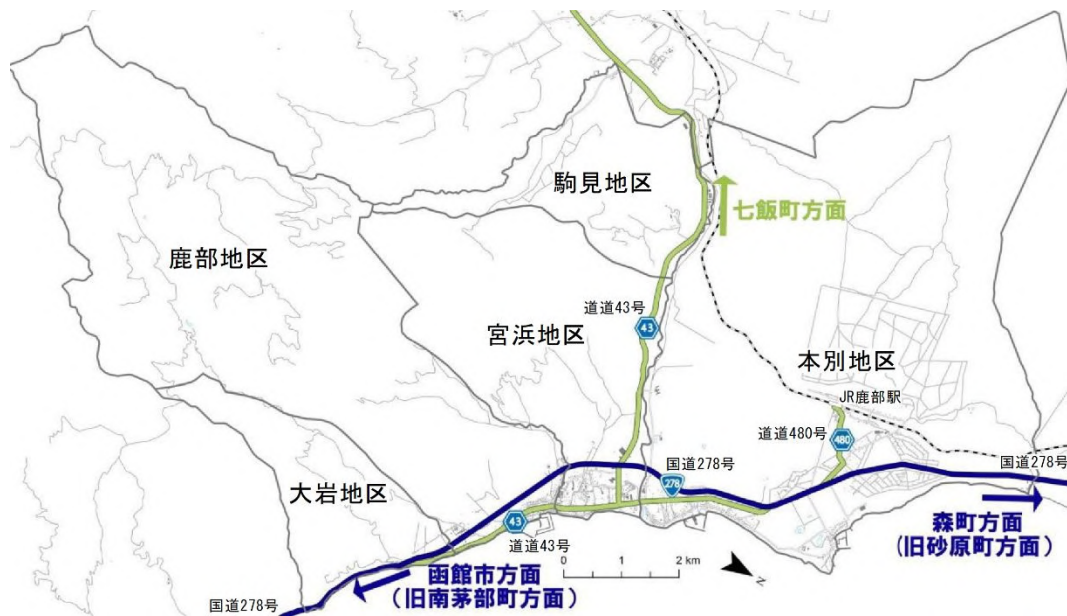 駒見地区
七飯町方面
鹿部地区
道道43号
43
宮浜地区
本別地区
JR鹿部駅
道道480号
480
国道278号
国道278号
278
大岩地区
43
道道43号
森町方面
(旧砂原町方面)
函館市方面
(旧南茅部町方面)
国道278号
0 1 2 km
N